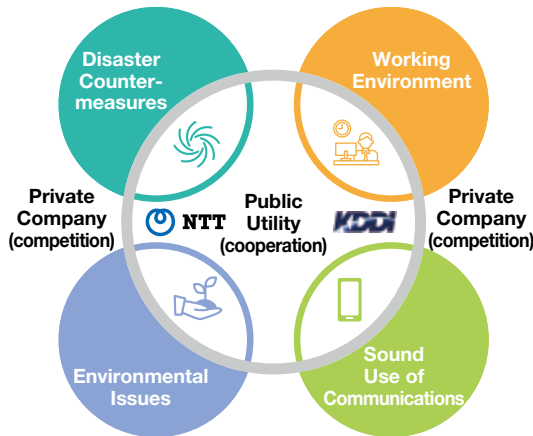 Disaster
Counter-
measures
Working
Environment
Private
Company
(competition)
NTT
Public
Utility
(cooperation)
KDDI
Private
Company
(competition)
Environmental
Issues
Sound
Use of
Communications